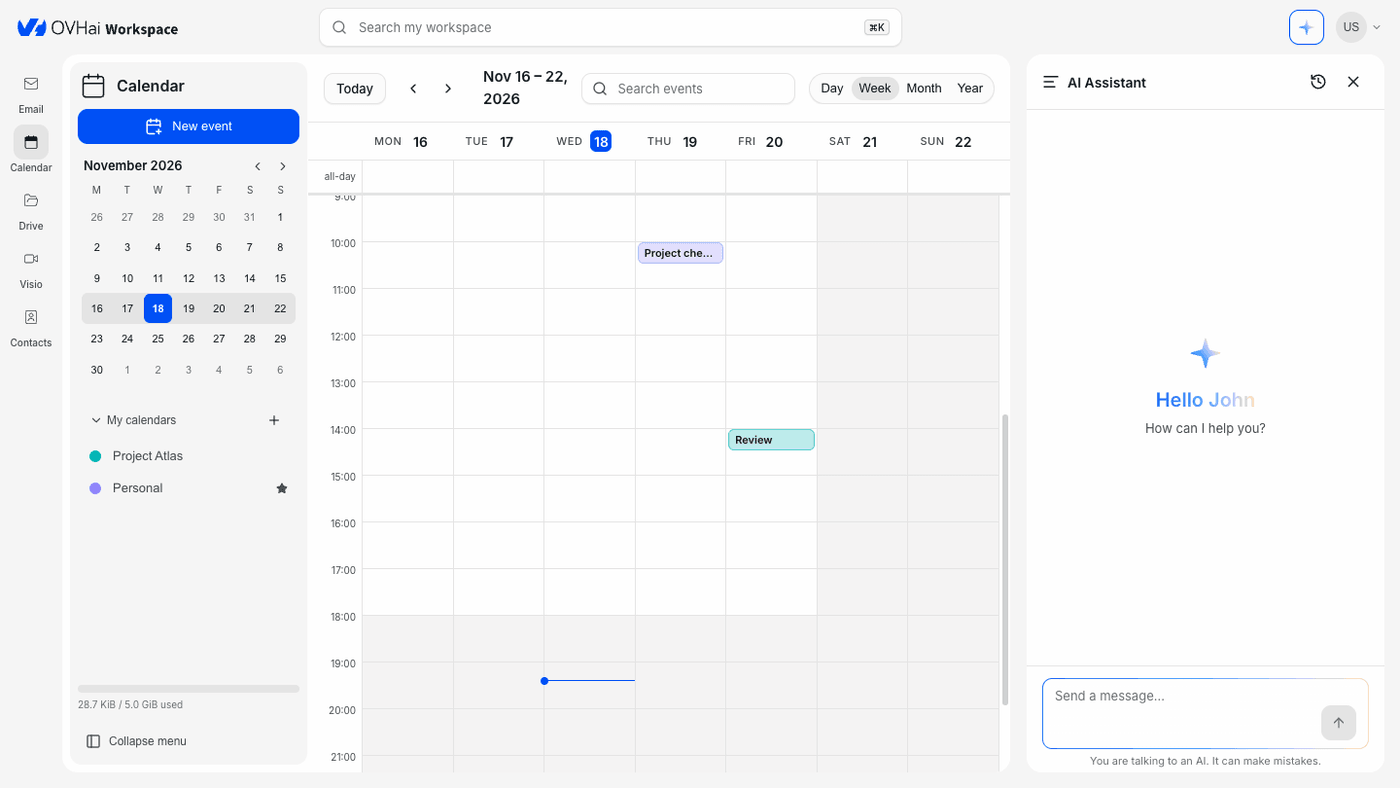 OVHai Workspace
Search my workspace
⌘K
US
Email
Calendar
Drive
Visio
Contacts
Calendar
New event
November 2026
M T W T F S S
26 27 28 29 30 31 1
2 3 4 5 6 7 8
9 10 11 12 13 14 15
16 17 18 19 20 21 22
23 24 25 26 27 28 29
30 1 2 3 4 5 6
My calendars
Project Atlas
Personal
28.7 KiB / 5.0 GiB used
Collapse menu
Today
Nov 16 – 22,
2026
Search events
Day Week Month Year
MON 16 TUE 17 WED 18 THU 19 FRI 20 SAT 21 SUN 22
all-day
9:00
10:00
Project che...
11:00
12:00
13:00
14:00
Review
15:00
16:00
17:00
18:00
19:00
20:00
21:00
AI Assistant
Hello John
How can I help you?
Send a message...
You are talking to an AI. It can make mistakes.